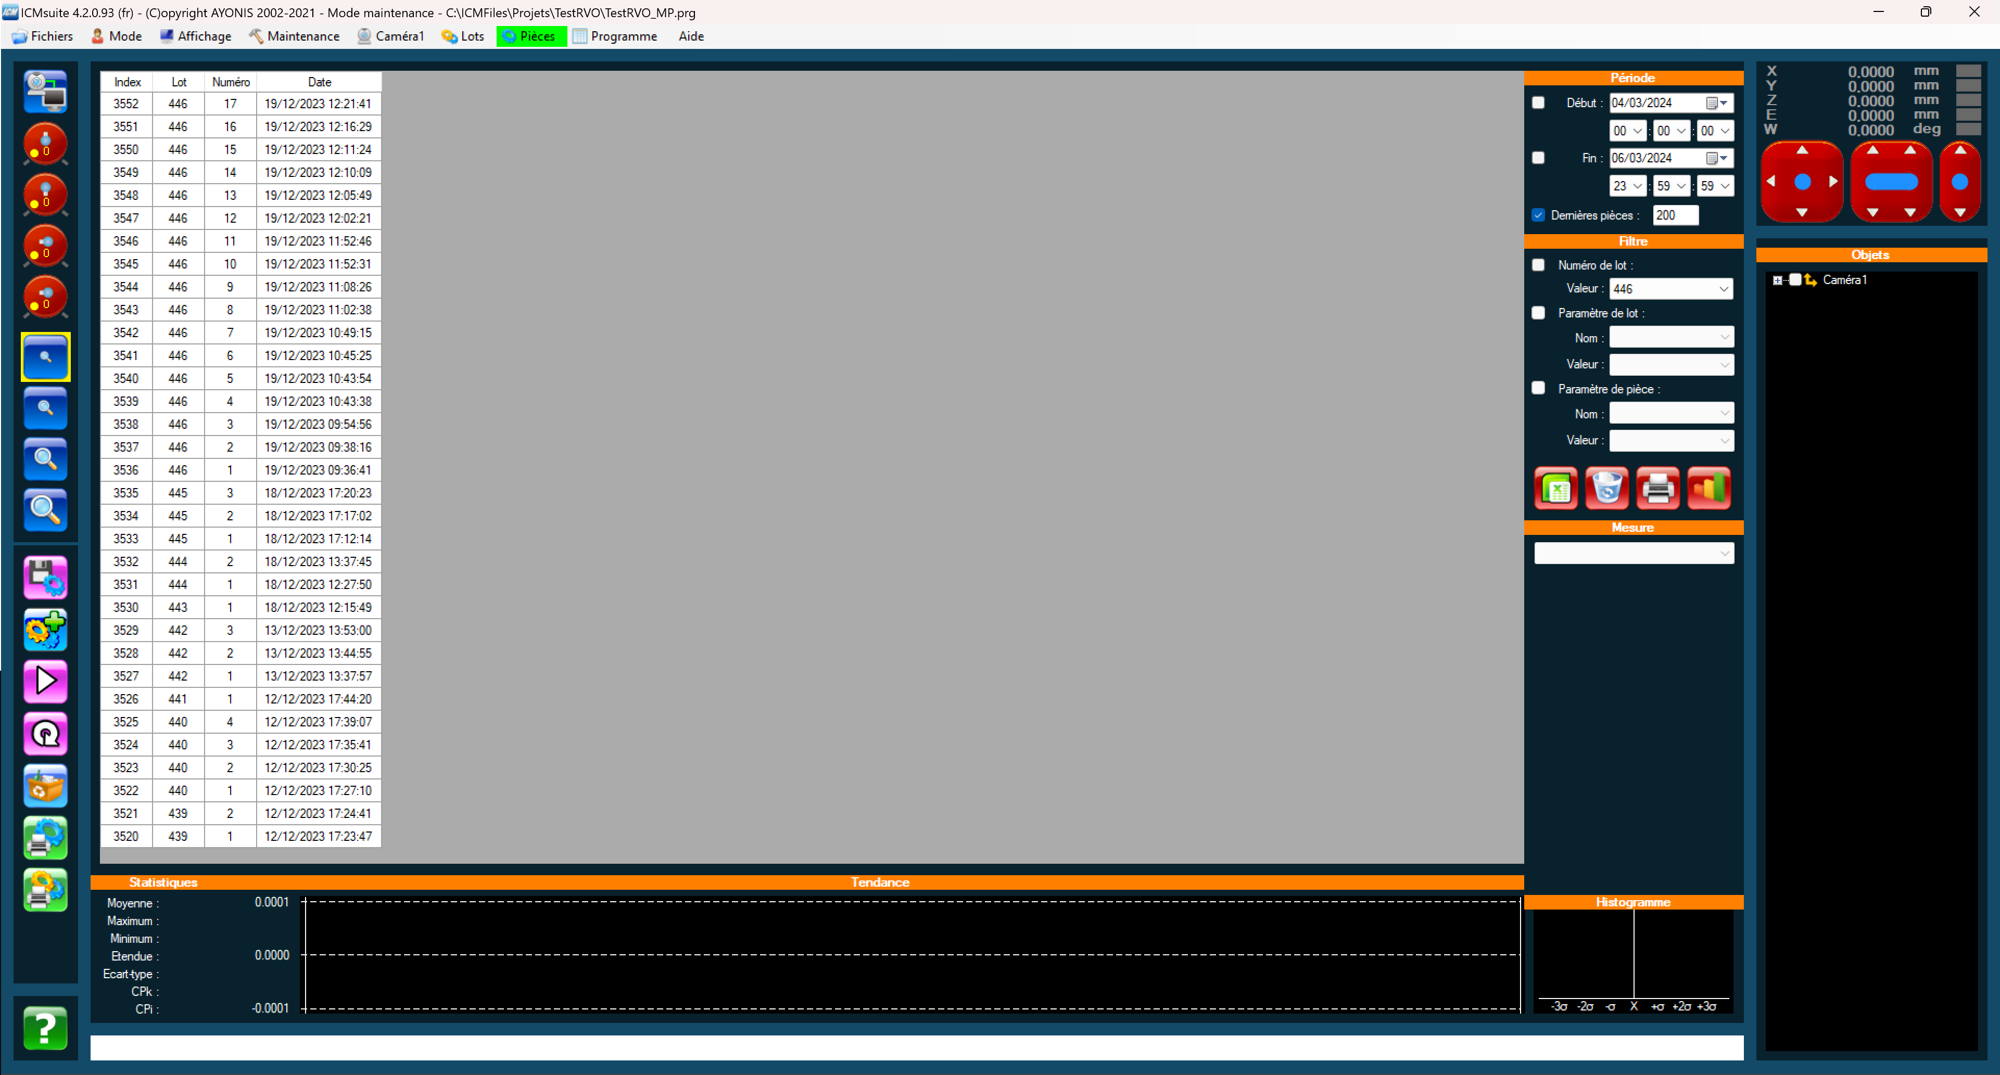 ICMsuite 4.2.0.93 (fr) - (C)opyright AYONIS 2002-2021 - Mode maintenance - C:\ICMFiles\Projets\TestRVO\TestRVO_MP.prg
Fichiers Mode Affichage Maintenance Caméra1 Lots Pièces Programme Aide
Index Lot Numéro Date
3552 446 17 19/12/2023 12:21:41
3551 446 16 19/12/2023 12:16:29
3550 446 15 19/12/2023 12:11:24
3549 446 14 19/12/2023 12:10:09
3548 446 13 19/12/2023 12:05:49
3547 446 12 19/12/2023 12:02:21
3546 446 11 19/12/2023 11:52:46
3545 446 10 19/12/2023 11:52:31
3544 446 9 19/12/2023 11:08:26
3543 446 8 19/12/2023 11:02:38
3542 446 7 19/12/2023 10:49:15
3541 446 6 19/12/2023 10:45:25
3540 446 5 19/12/2023 10:43:54
3539 446 4 19/12/2023 10:43:38
3538 446 3 19/12/2023 09:54:56
3537 446 2 19/12/2023 09:38:16
3536 446 1 19/12/2023 09:36:41
3535 445 3 18/12/2023 17:20:23
3534 445 2 18/12/2023 17:17:02
3533 445 1 18/12/2023 17:12:14
3532 444 2 18/12/2023 13:37:45
3531 444 1 18/12/2023 12:27:50
3530 443 1 18/12/2023 12:15:49
3529 442 3 13/12/2023 13:53:00
3528 442 2 13/12/2023 13:44:55
3527 442 1 13/12/2023 13:37:57
3526 441 1 12/12/2023 17:44:20
3525 440 4 12/12/2023 17:39:07
3524 440 3 12/12/2023 17:35:41
3523 440 2 12/12/2023 17:30:25
3522 440 1 12/12/2023 17:27:10
3521 439 2 12/12/2023 17:24:41
3520 439 1 12/12/2023 17:23:47
0
0
0
0
Période
Début : 04/03/2024
00 : 00 : 00
Fin : 06/03/2024
23 : 59 : 59
Dernières pièces : 200
Filtre
Numéro de lot :
Valeur : 446
Paramètre de lot :
Nom :
Valeur :
Paramètre de pièce :
Nom :
Valeur :
Mesure
X 0.0000 mm
Y 0.0000 mm
Z 0.0000 mm
E 0.0000 mm
W 0.0000 deg
Objets
Caméra1
Statistiques
Moyenne :
Maximum :
Minimum :
Etendue :
Ecart-type :
CPk :
CPi :
Tendance
0.0001
0.0000
-0.0001
Histogramme
-3σ -2σ -σ X +σ +2σ +3σ
?